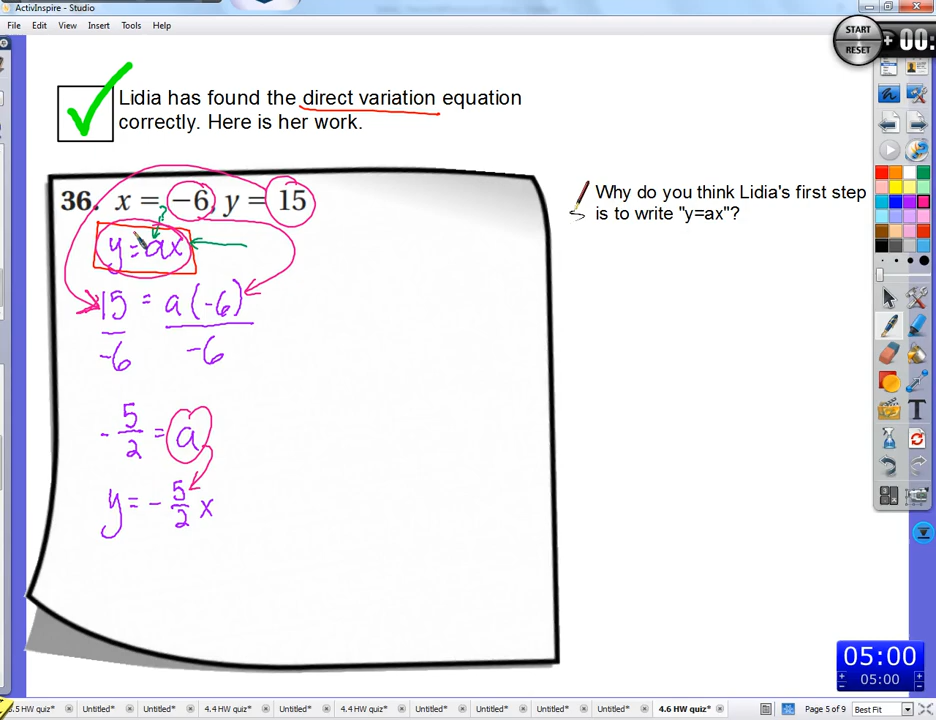 ActivInspire - Studio
File Edit View Insert Tools Help
START
RESET
+ 00:
Lidia has found the direct variation equation
correctly. Here is her work.
36. x = -6, y = 15
?
y=ax
15 = a(-6)
-6 -6
- 5/2 = a
y = - 5/2 x
Why do you think Lidia's first step
is to write "y=ax"?
T
05:00
- 05:00 +
5.5 HW quiz* Untitled* Untitled* 4.4 HW quiz* Untitled* 4.4 HW quiz* Untitled* Untitled* Untitled* 4.6 HW quiz* Page 5 of 9 Best Fit